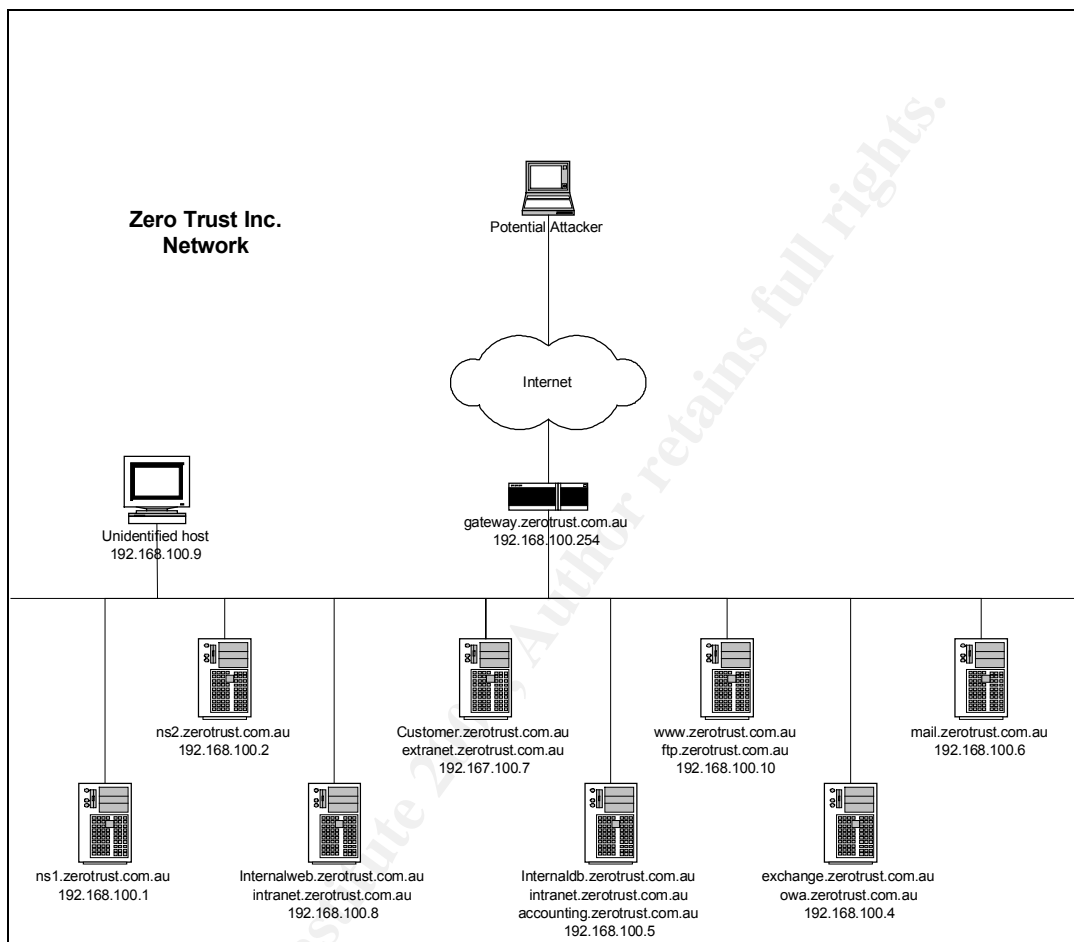 Zero Trust Inc.
Network
Potential Attacker
Internet
Unidentified host
192.168.100.9
gateway.zerotrust.com.au
192.168.100.254
ns2.zerotrust.com.au
192.168.100.2
Customer.zerotrust.com.au
extranet.zerotrust.com.au
192.167.100.7
www.zerotrust.com.au
ftp.zerotrust.com.au
192.168.100.10
mail.zerotrust.com.au
192.168.100.6
ns1.zerotrust.com.au
192.168.100.1
Internalweb.zerotrust.com.au
intranet.zerotrust.com.au
192.168.100.8
Internaldb.zerotrust.com.au
intranet.zerotrust.com.au
accounting.zerotrust.com.au
192.168.100.5
exchange.zerotrust.com.au
owa.zerotrust.com.au
192.168.100.4
Author retains full rights.